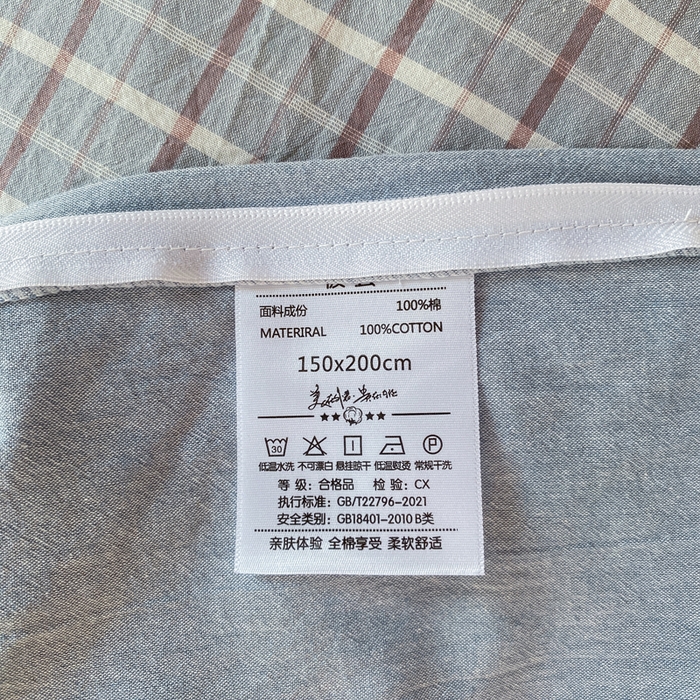 面料成份 100%棉
MATERIRAL 100%COTTON
150x200cm
30 P
低温水洗 不可漂白 悬挂晾干 低温熨烫 常规干洗
等 级：合格品 检 验：CX
执行标准：GB/T22796-2021
安全类别：GB18401-2010 B类
亲肤体验 全棉享受 柔软舒适